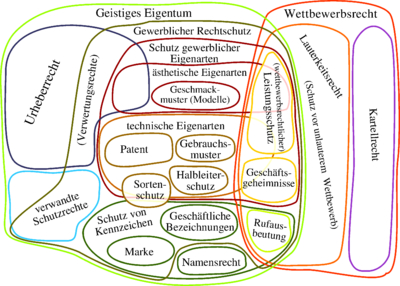 Geistiges Eigentum
Wettbewerbsrecht
Gewerblicher Rechtschutz
Schutz gewerblicher
Eigenarten
ästhetische Eigenarten
Geschmack-
muster (Modelle)
Urheberrecht
(Verwertungsrechte)
(wettbewerbsrechtlicher)
Leistungsschutz
Lauterkeitsrecht
(Schutz vor unlauterem Wettbewerb)
Kartellrecht
technische Eigenarten
Patent
Gebrauchs-
muster
Sorten-
schutz
Halbleiter-
schutz
Geschäfts-
geheimnisse
verwandte
Schutzrechte
Schutz von
Kennzeichen
Geschäftliche
Bezeichnungen
Rufaus-
beutung
Marke
Namensrecht